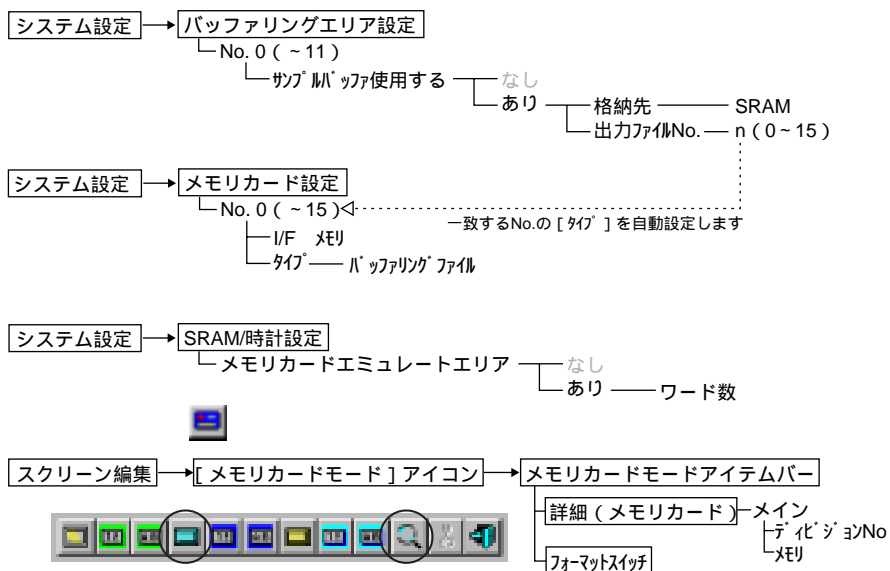 システム設定 バッファリングエリア設定
No. 0 ( ~ 11 )
ｻﾝﾌﾟﾙﾊﾞｯﾌｧ使用する なし
あり 格納先 SRAM
出力ﾌｧｲﾙNo. n ( 0 ~ 15 )
システム設定 メモリカード設定
No. 0 ( ~ 15 )
一致するNo.の [ ﾀｲﾌﾟ ] を自動設定します
I/F ﾒﾓﾘ
ﾀｲﾌﾟ ﾊﾞｯﾌｧﾘﾝｸﾞﾌｧｲﾙ
システム設定 SRAM/時計設定
メモリカードエミュレートエリア なし
あり ワード数
スクリーン編集 [ メモリカードモード ] アイコン メモリカードモードアイテムバー
詳細 ( メモリカード ) メイン
ﾃﾞｨﾋﾞｼﾞｮﾝNo
ﾒﾓﾘ
ﾌｫｰﾏｯﾄｽｲｯﾁ